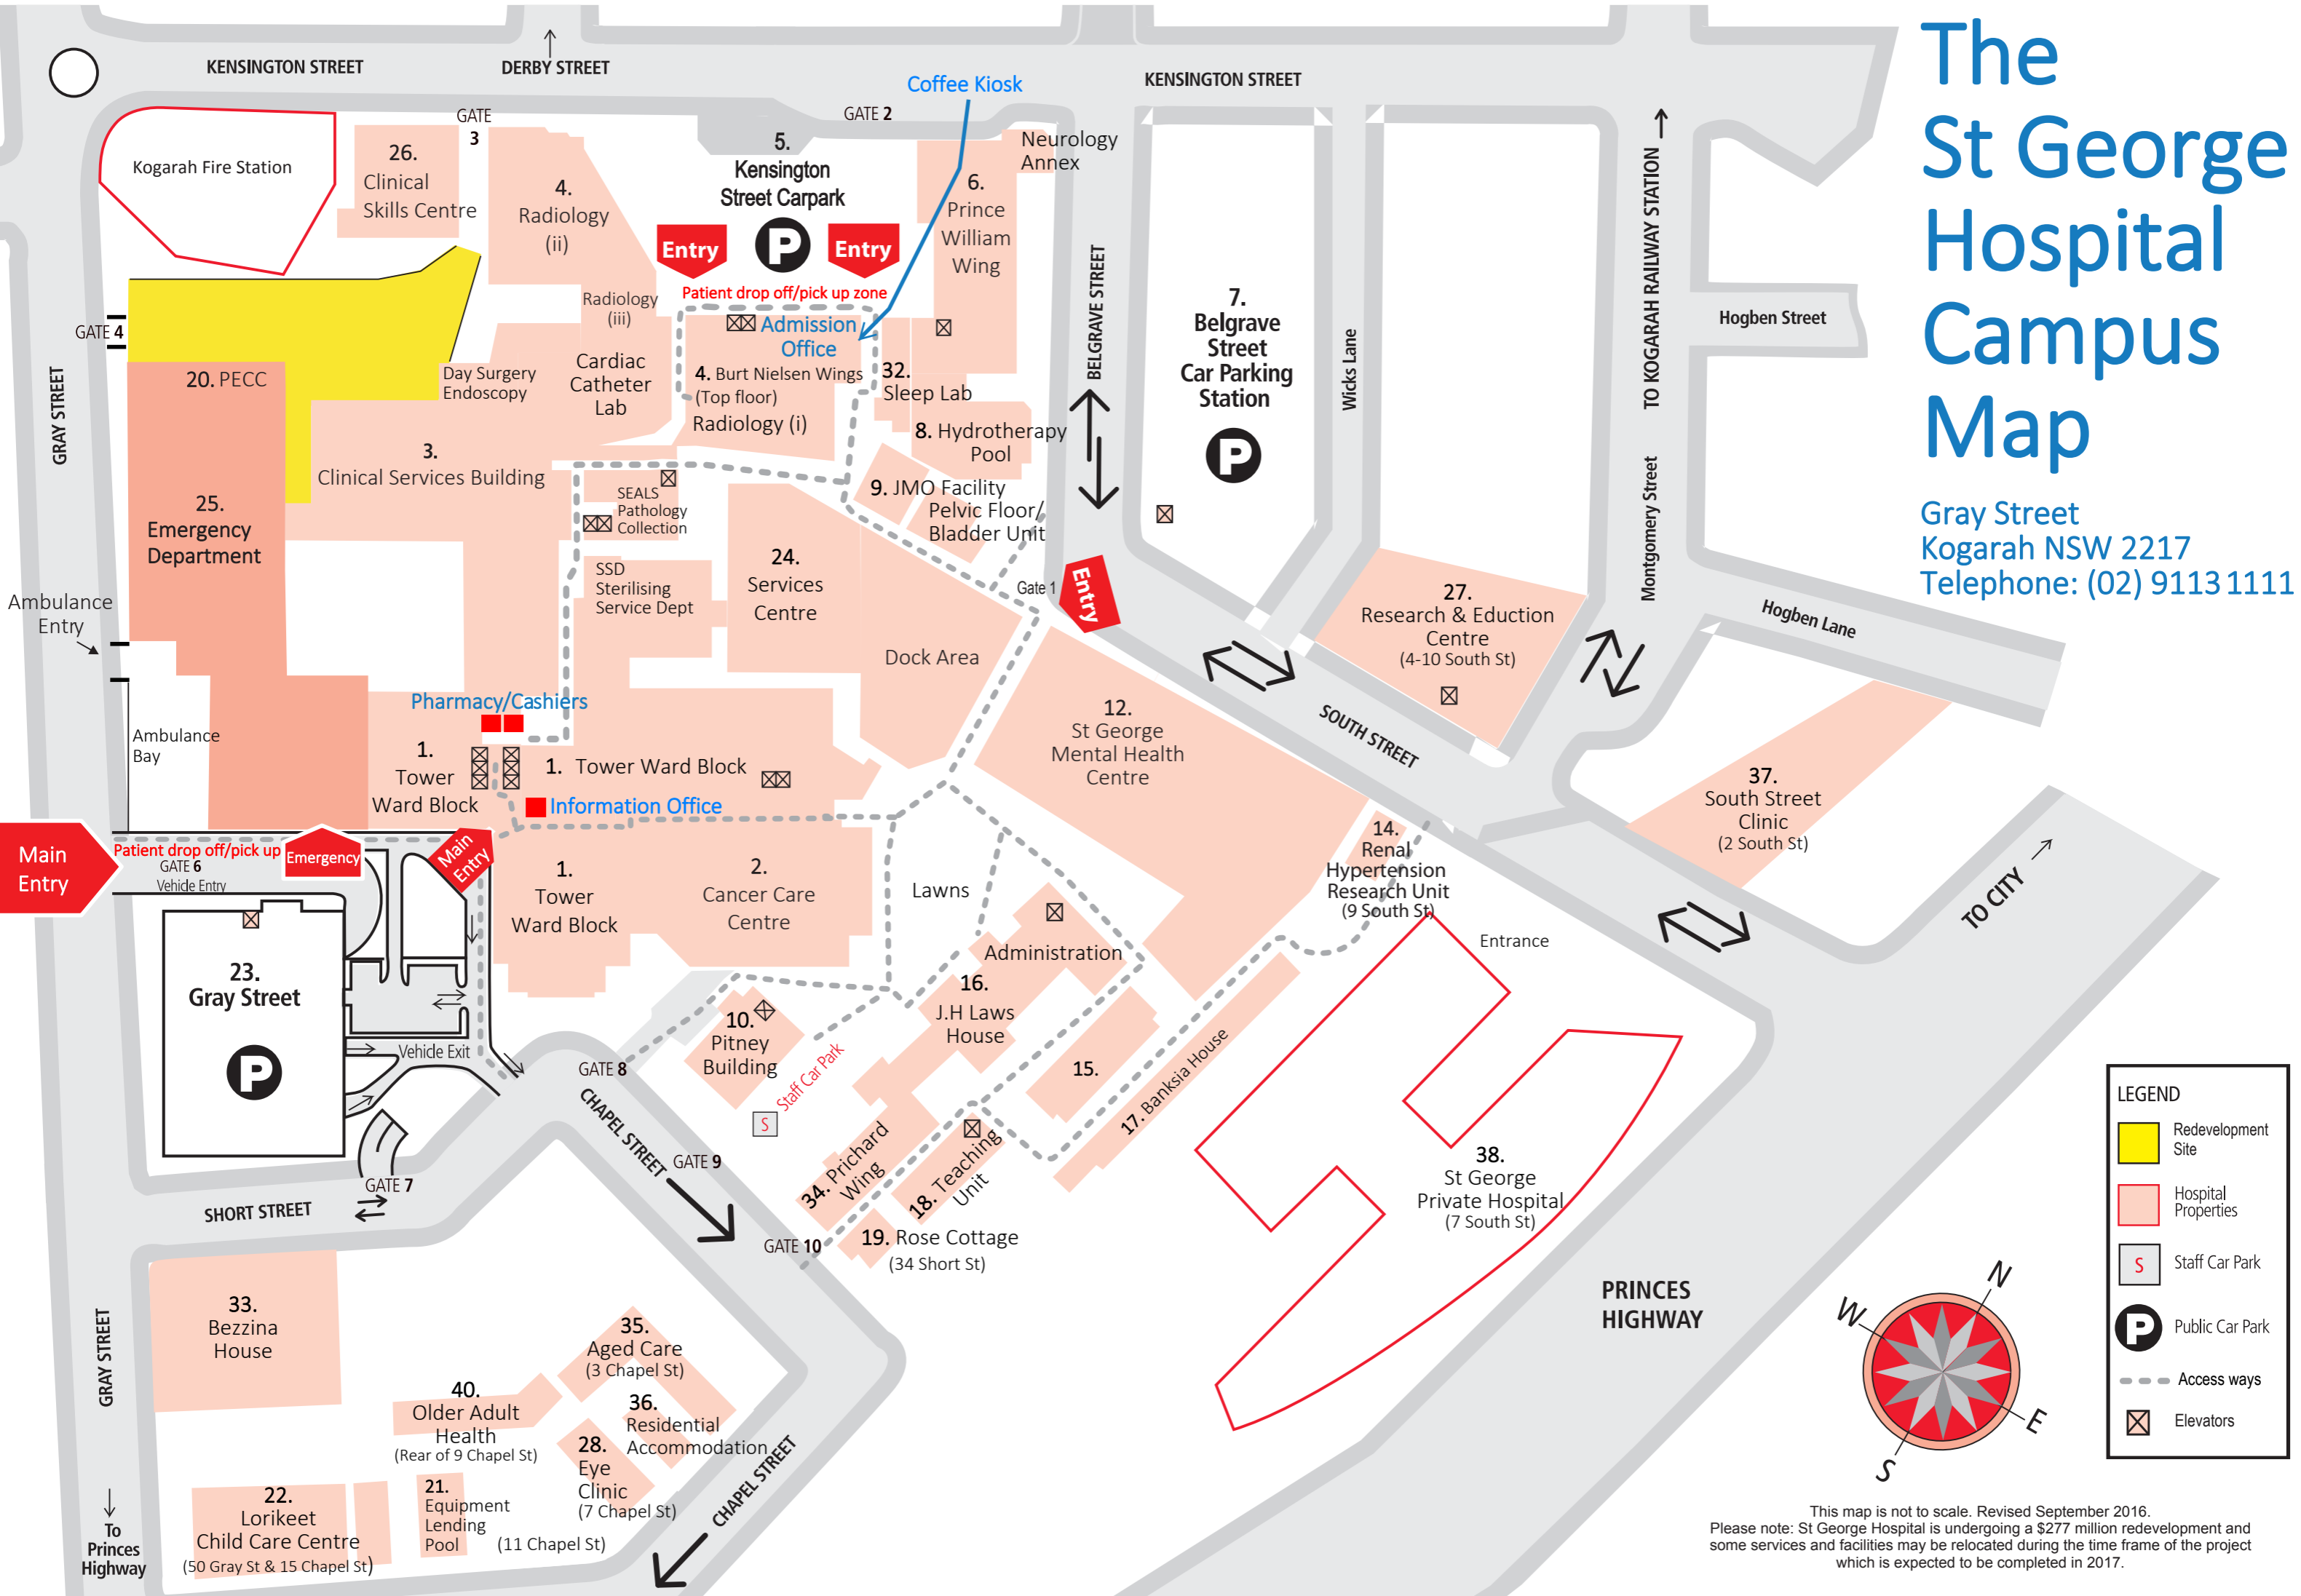 The
St George
Hospital
Campus
Map
Gray Street
Kogarah NSW 2217
Telephone: (02) 9113 1111
KENSINGTON STREET
DERBY STREET
KENSINGTON STREET
Coffee Kiosk
GATE 2
GATE
3
Kogarah Fire Station
26.
Clinical
Skills Centre
4.
Radiology
(ii)
5.
Kensington
Street Carpark
P
Entry
Entry
Patient drop off/pick up zone
Neurology
Annex
6.
Prince
William
Wing
BELGRAVE STREET
7.
Belgrave
Street
Car Parking
Station
P
Wicks Lane
TO KOGARAH RAILWAY STATION
Montgomery Street
Hogben Street
Hogben Lane
GATE 4
GRAY STREET
Radiology
(iii)
Admission
Office
Cardiac
Catheter
Lab
4. Burt Nielsen Wings
(Top floor)
Radiology (i)
32.
Sleep Lab
8. Hydrotherapy
Pool
20. PECC
Day Surgery
Endoscopy
3.
Clinical Services Building
25.
Emergency
Department
SEALS
Pathology
Collection
9. JMO Facility
Pelvic Floor/
Bladder Unit
24.
Services
Centre
SSD
Sterilising
Service Dept
Gate 1
Entry
27.
Research & Eduction
Centre
(4-10 South St)
Ambulance
Entry
Dock Area
Pharmacy/Cashiers
Ambulance
Bay
1.
Tower
Ward Block
1. Tower Ward Block
Information Office
12.
St George
Mental Health
Centre
SOUTH STREET
37.
South Street
Clinic
(2 South St)
14.
Renal
Hypertension
Research Unit
(9 South St)
Main
Entry
Patient drop off/pick up
GATE 6
Vehicle Entry
Emergency
Main
Entry
1.
Tower
Ward Block
2.
Cancer Care
Centre
Lawns
Administration
Entrance
TO CITY
23.
Gray Street
P
Vehicle Exit
16.
J.H Laws
House
10.
Pitney
Building
Staff Car Park
S
GATE 8
15.
17. Banksia House
CHAPEL STREET
GATE 9
34. Prichard
Wing
18. Teaching
Unit
GATE 7
SHORT STREET
GATE 10
19. Rose Cottage
(34 Short St)
38.
St George
Private Hospital
(7 South St)
PRINCES
HIGHWAY
33.
Bezzina
House
GRAY STREET
35.
Aged Care
(3 Chapel St)
36.
Residential
Accommodation
40.
Older Adult
Health
(Rear of 9 Chapel St)
28.
Eye
Clinic
(7 Chapel St)
CHAPEL STREET
21.
Equipment
Lending
Pool
(11 Chapel St)
22.
Lorikeet
Child Care Centre
(50 Gray St & 15 Chapel St)
To
Princes
Highway
N
W
E
S
LEGEND
Redevelopment
Site
Hospital
Properties
S
Staff Car Park
P
Public Car Park
Access ways
Elevators
This map is not to scale. Revised September 2016.
Please note: St George Hospital is undergoing a $277 million redevelopment and
some services and facilities may be relocated during the time frame of the project
which is expected to be completed in 2017.